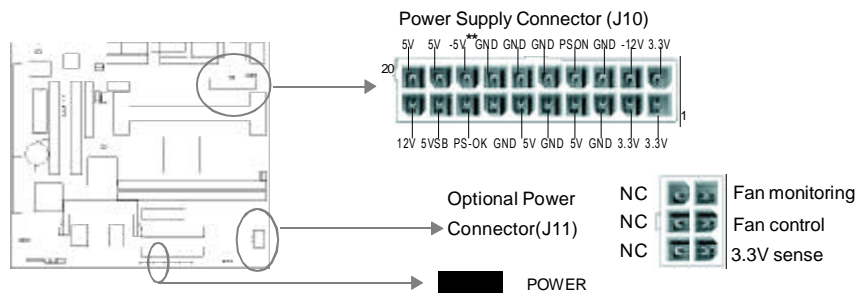 Power Supply Connector (J10)
5V 5V -5V ** GND GND GND PSON GND -12V 3.3V
20
1
12V 5VSB PS-OK GND 5V GND 5V GND 3.3V 3.3V
Optional Power
Connector(J11)
NC Fan monitoring
NC Fan control
NC 3.3V sense
POWER